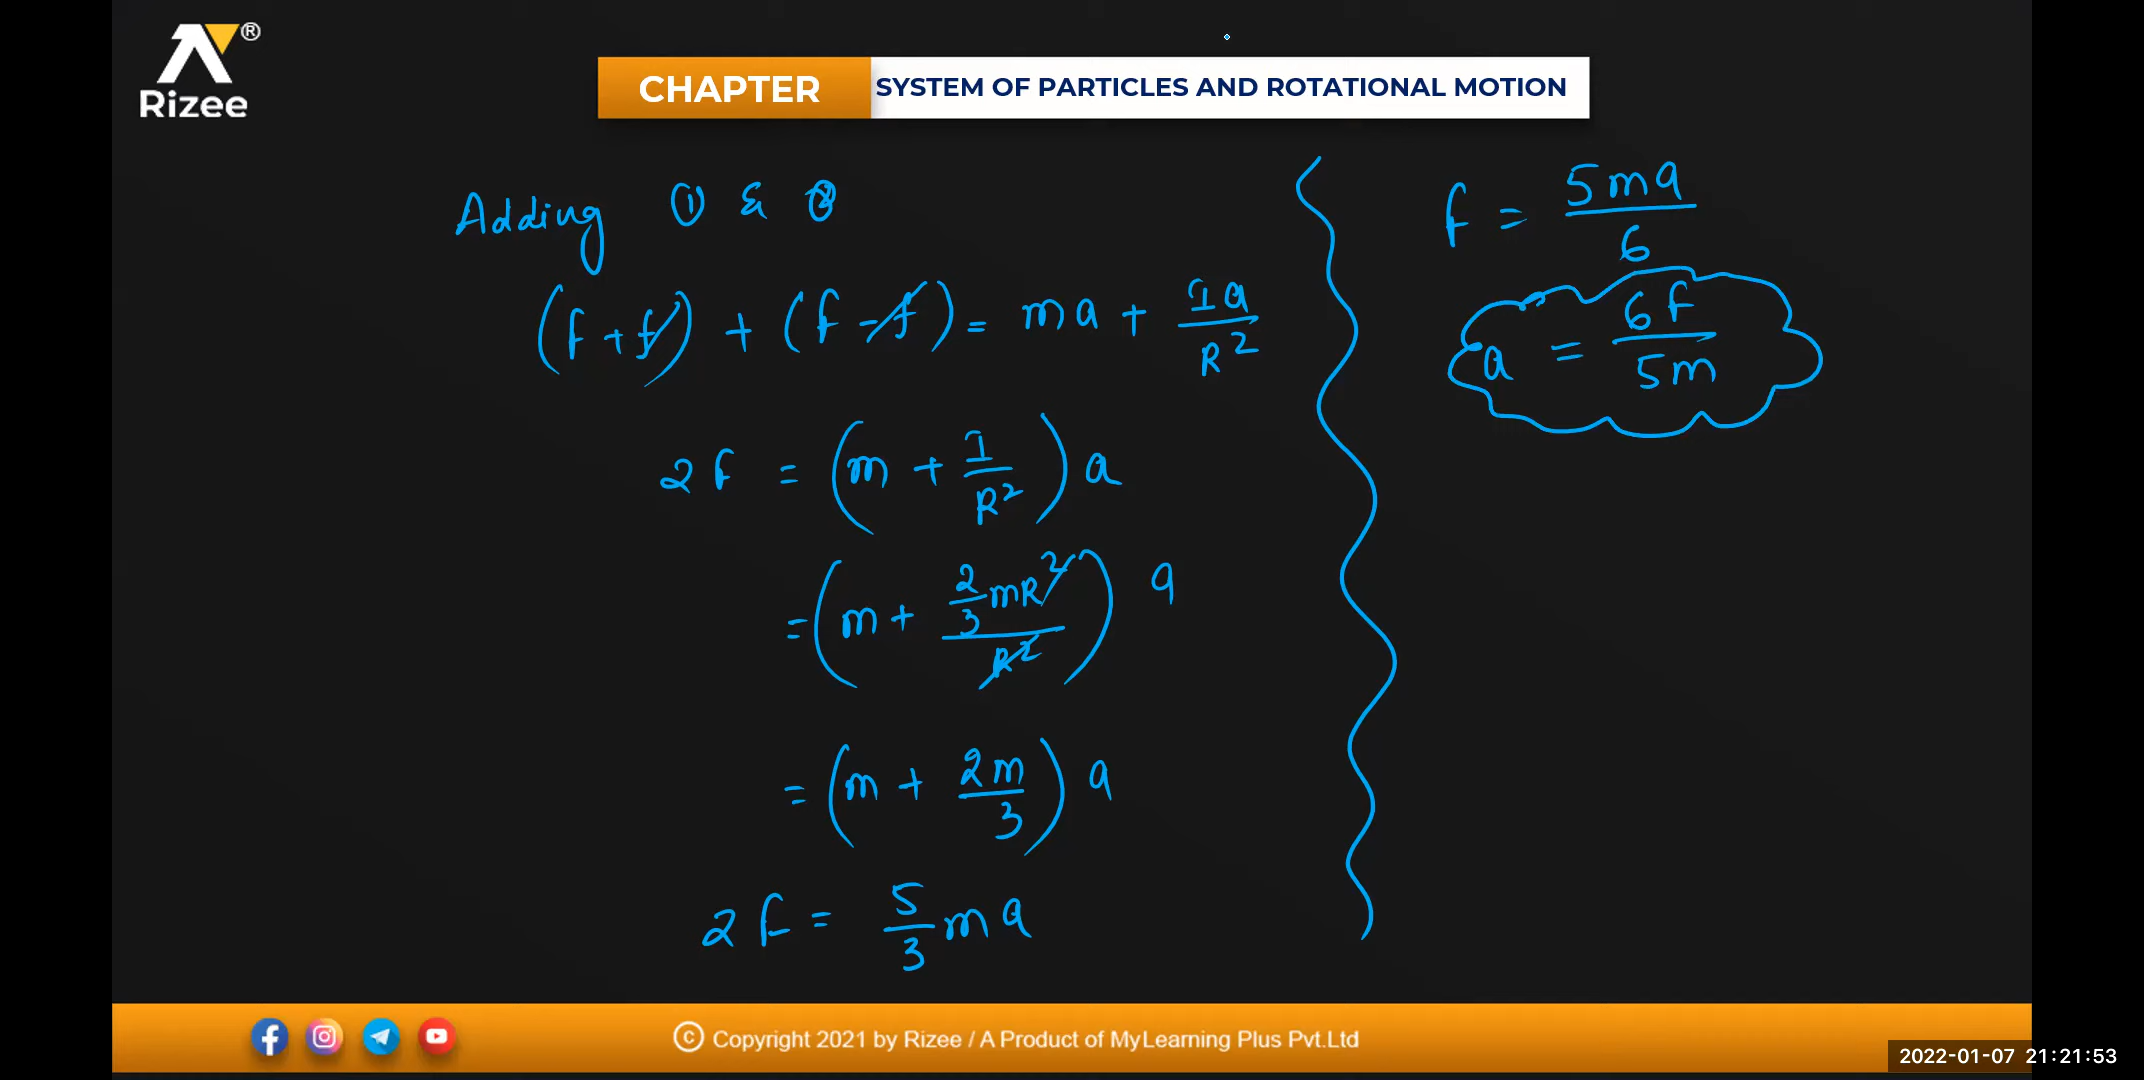 Rizee ®
CHAPTER SYSTEM OF PARTICLES AND ROTATIONAL MOTION
Adding ① & ②
(F + f) + (F - f) = ma + Ia/R²
2F = (m + I/R²) a
= (m + 2/3 mR²/R²) a
= (m + 2m/3) a
2F = 5/3 ma
F = 5ma/6
a = 6F/5m
© Copyright 2021 by Rizee / A Product of MyLearning Plus Pvt.Ltd
2022-01-07 21:21:53